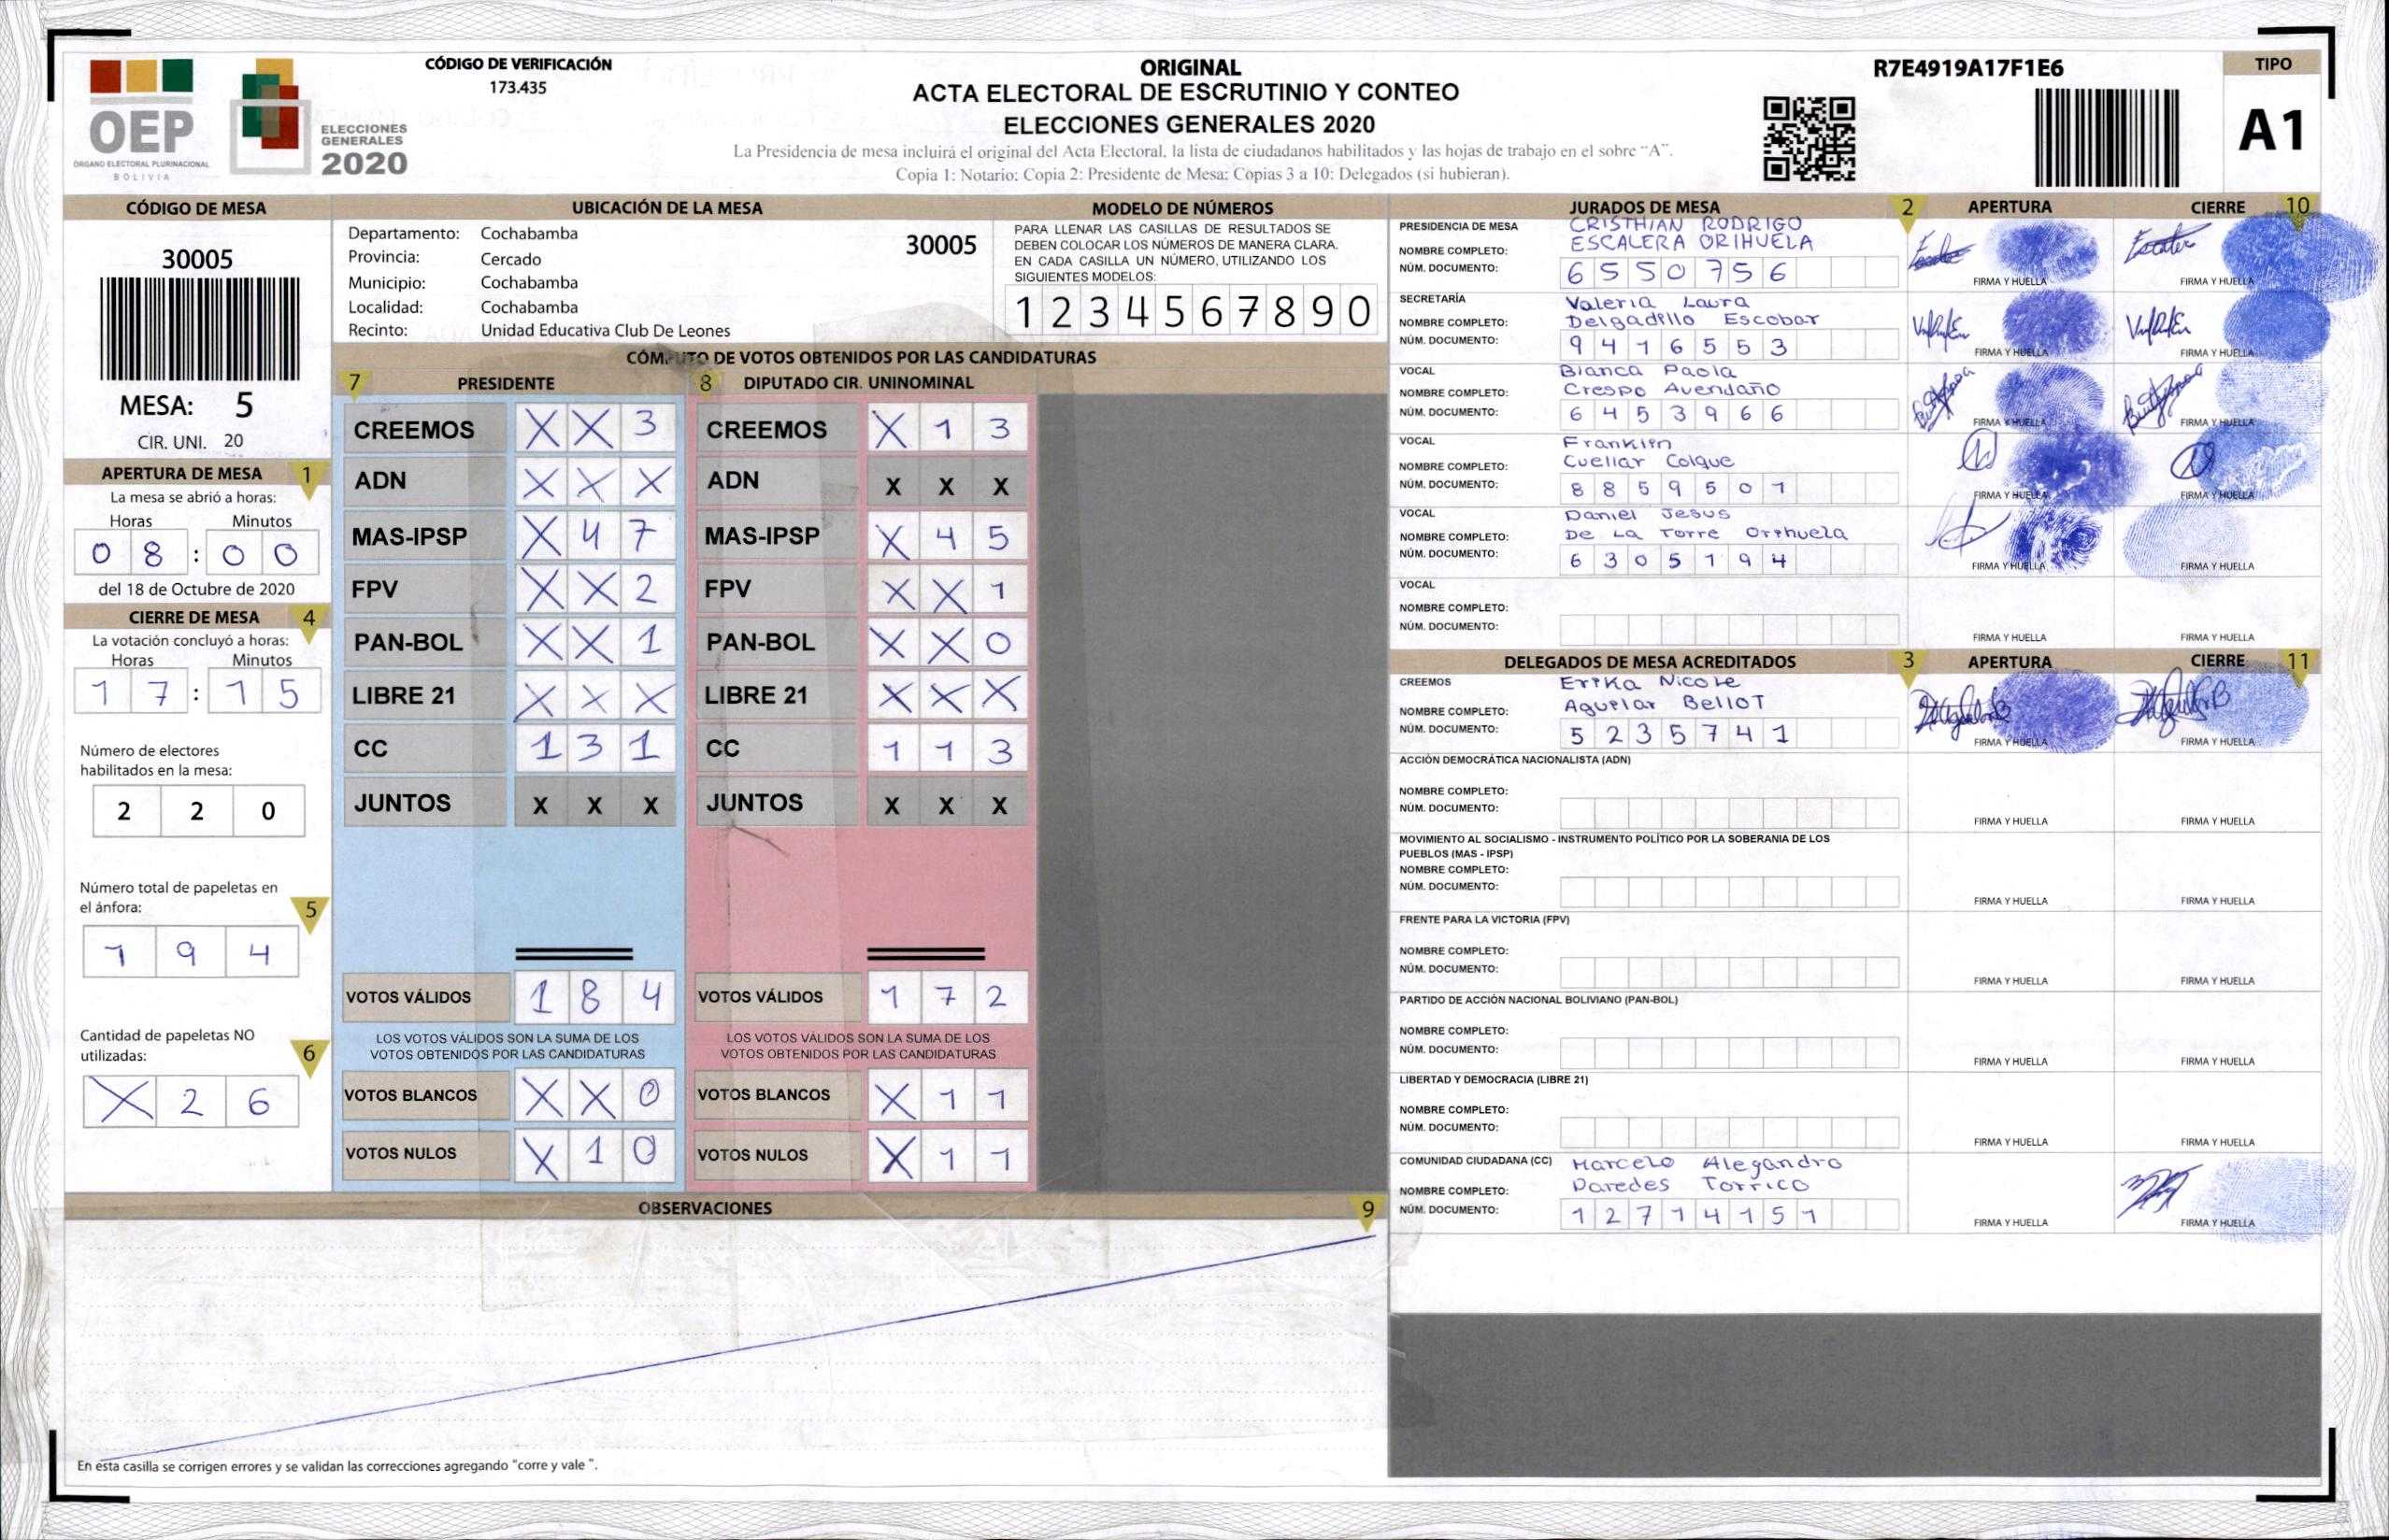 OEP
ÓRGANO ELECTORAL PLURINACIONAL
BOLIVIA
ELECCIONES
GENERALES
2020
CÓDIGO DE VERIFICACIÓN
173.435
ORIGINAL
ACTA ELECTORAL DE ESCRUTINIO Y CONTEO
ELECCIONES GENERALES 2020
La Presidencia de mesa incluirá el original del Acta Electoral, la lista de ciudadanos habilitados y las hojas de trabajo en el sobre "A".
Copia 1: Notario; Copia 2: Presidente de Mesa; Copias 3 a 10: Delegados (si hubieran).
R7E4919A17F1E6
TIPO
A1
CÓDIGO DE MESA
30005
MESA: 5
CIR. UNI. 20
APERTURA DE MESA 1
La mesa se abrió a horas:
Horas Minutos
0 8 : 0 0
del 18 de Octubre de 2020
CIERRE DE MESA 4
La votación concluyó a horas:
Horas Minutos
1 7 : 1 5
Número de electores
habilitados en la mesa:
2 2 0
Número total de papeletas en
el ánfora: 5
1 9 4
Cantidad de papeletas NO
utilizadas: 6
X 2 6
UBICACIÓN DE LA MESA
Departamento: Cochabamba
30005
Provincia: Cercado
Municipio: Cochabamba
Localidad: Cochabamba
Recinto: Unidad Educativa Club De Leones
MODELO DE NÚMEROS
PARA LLENAR LAS CASILLAS DE RESULTADOS SE
DEBEN COLOCAR LOS NÚMEROS DE MANERA CLARA.
EN CADA CASILLA UN NÚMERO, UTILIZANDO LOS
SIGUIENTES MODELOS:
1 2 3 4 5 6 7 8 9 0
CÓMPUTO DE VOTOS OBTENIDOS POR LAS CANDIDATURAS
7 PRESIDENTE 8 DIPUTADO CIR. UNINOMINAL
CREEMOS X X 3 CREEMOS X 1 3
ADN X X X ADN X X X
MAS-IPSP X 4 7 MAS-IPSP X 4 5
FPV X X 2 FPV X X 1
PAN-BOL X X 1 PAN-BOL X X 0
LIBRE 21 X X X LIBRE 21 X X X
CC 1 3 1 CC 1 1 3
JUNTOS X X X JUNTOS X X X
VOTOS VÁLIDOS 1 8 4 VOTOS VÁLIDOS 1 7 2
LOS VOTOS VÁLIDOS SON LA SUMA DE LOS LOS VOTOS VÁLIDOS SON LA SUMA DE LOS
VOTOS OBTENIDOS POR LAS CANDIDATURAS VOTOS OBTENIDOS POR LAS CANDIDATURAS
VOTOS BLANCOS X X 0 VOTOS BLANCOS X 1 1
VOTOS NULOS X 1 0 VOTOS NULOS X 1 1
OBSERVACIONES 9
En esta casilla se corrigen errores y se validan las correcciones agregando "corre y vale ".
JURADOS DE MESA 2 APERTURA CIERRE 10
PRESIDENCIA DE MESA CRISTHIAN RODRIGO
NOMBRE COMPLETO: ESCALERA ORIHUELA
NÚM. DOCUMENTO: 6 5 5 0 7 5 6
FIRMA Y HUELLA FIRMA Y HUELLA
SECRETARÍA Valeria Laura
NOMBRE COMPLETO: Delgadillo Escobar
NÚM. DOCUMENTO: 9 4 1 6 5 5 3
FIRMA Y HUELLA FIRMA Y HUELLA
VOCAL Bianca Paola
NOMBRE COMPLETO: Crespo Avendaño
NÚM. DOCUMENTO: 6 4 5 3 9 6 6
FIRMA Y HUELLA FIRMA Y HUELLA
VOCAL Franklin
NOMBRE COMPLETO: Cuellar Colque
NÚM. DOCUMENTO: 8 8 5 9 5 0 1
FIRMA Y HUELLA FIRMA Y HUELLA
VOCAL Daniel Jesus
NOMBRE COMPLETO: De La Torre Orihuela
NÚM. DOCUMENTO: 6 3 0 5 1 9 4
FIRMA Y HUELLA FIRMA Y HUELLA
VOCAL
NOMBRE COMPLETO:
NÚM. DOCUMENTO:
FIRMA Y HUELLA FIRMA Y HUELLA
DELEGADOS DE MESA ACREDITADOS 3 APERTURA CIERRE 11
CREEMOS Erika Nicole
NOMBRE COMPLETO: Aguilar Bellot
NÚM. DOCUMENTO: 5 2 3 5 7 4 1
FIRMA Y HUELLA FIRMA Y HUELLA
ACCIÓN DEMOCRÁTICA NACIONALISTA (ADN)
NOMBRE COMPLETO:
NÚM. DOCUMENTO:
FIRMA Y HUELLA FIRMA Y HUELLA
MOVIMIENTO AL SOCIALISMO - INSTRUMENTO POLÍTICO POR LA SOBERANIA DE LOS
PUEBLOS (MAS - IPSP)
NOMBRE COMPLETO:
NÚM. DOCUMENTO:
FIRMA Y HUELLA FIRMA Y HUELLA
FRENTE PARA LA VICTORIA (FPV)
NOMBRE COMPLETO:
NÚM. DOCUMENTO:
FIRMA Y HUELLA FIRMA Y HUELLA
PARTIDO DE ACCIÓN NACIONAL BOLIVIANO (PAN-BOL)
NOMBRE COMPLETO:
NÚM. DOCUMENTO:
FIRMA Y HUELLA FIRMA Y HUELLA
LIBERTAD Y DEMOCRACIA (LIBRE 21)
NOMBRE COMPLETO:
NÚM. DOCUMENTO:
FIRMA Y HUELLA FIRMA Y HUELLA
COMUNIDAD CIUDADANA (CC) Marcelo Alegandro
NOMBRE COMPLETO: Paredes Torrico
NÚM. DOCUMENTO: 1 2 7 1 4 1 5 1
FIRMA Y HUELLA FIRMA Y HUELLA